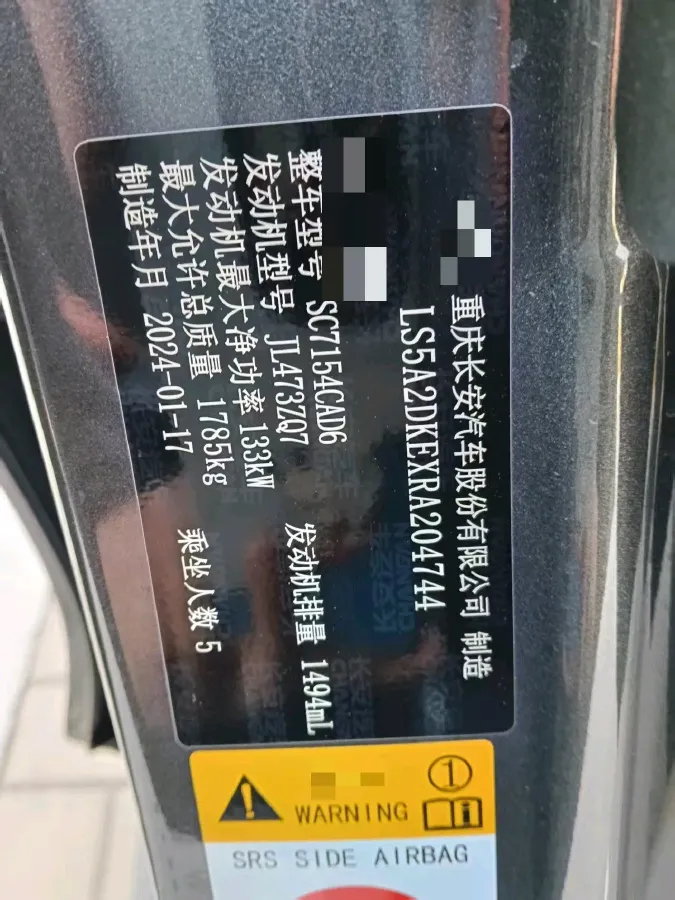 重庆长安汽车股份有限公司 制造
LS5A2DKEXRA204744
整车型号 SC7154CAD6
发动机型号 JL473ZQ7 发动机排量 1494mL
发动机最大净功率 133kW
最大允许总质量 1785kg
制造年月 2024-01-17 乘坐人数 5
WARNING
①
SRS SIDE AIRBAG